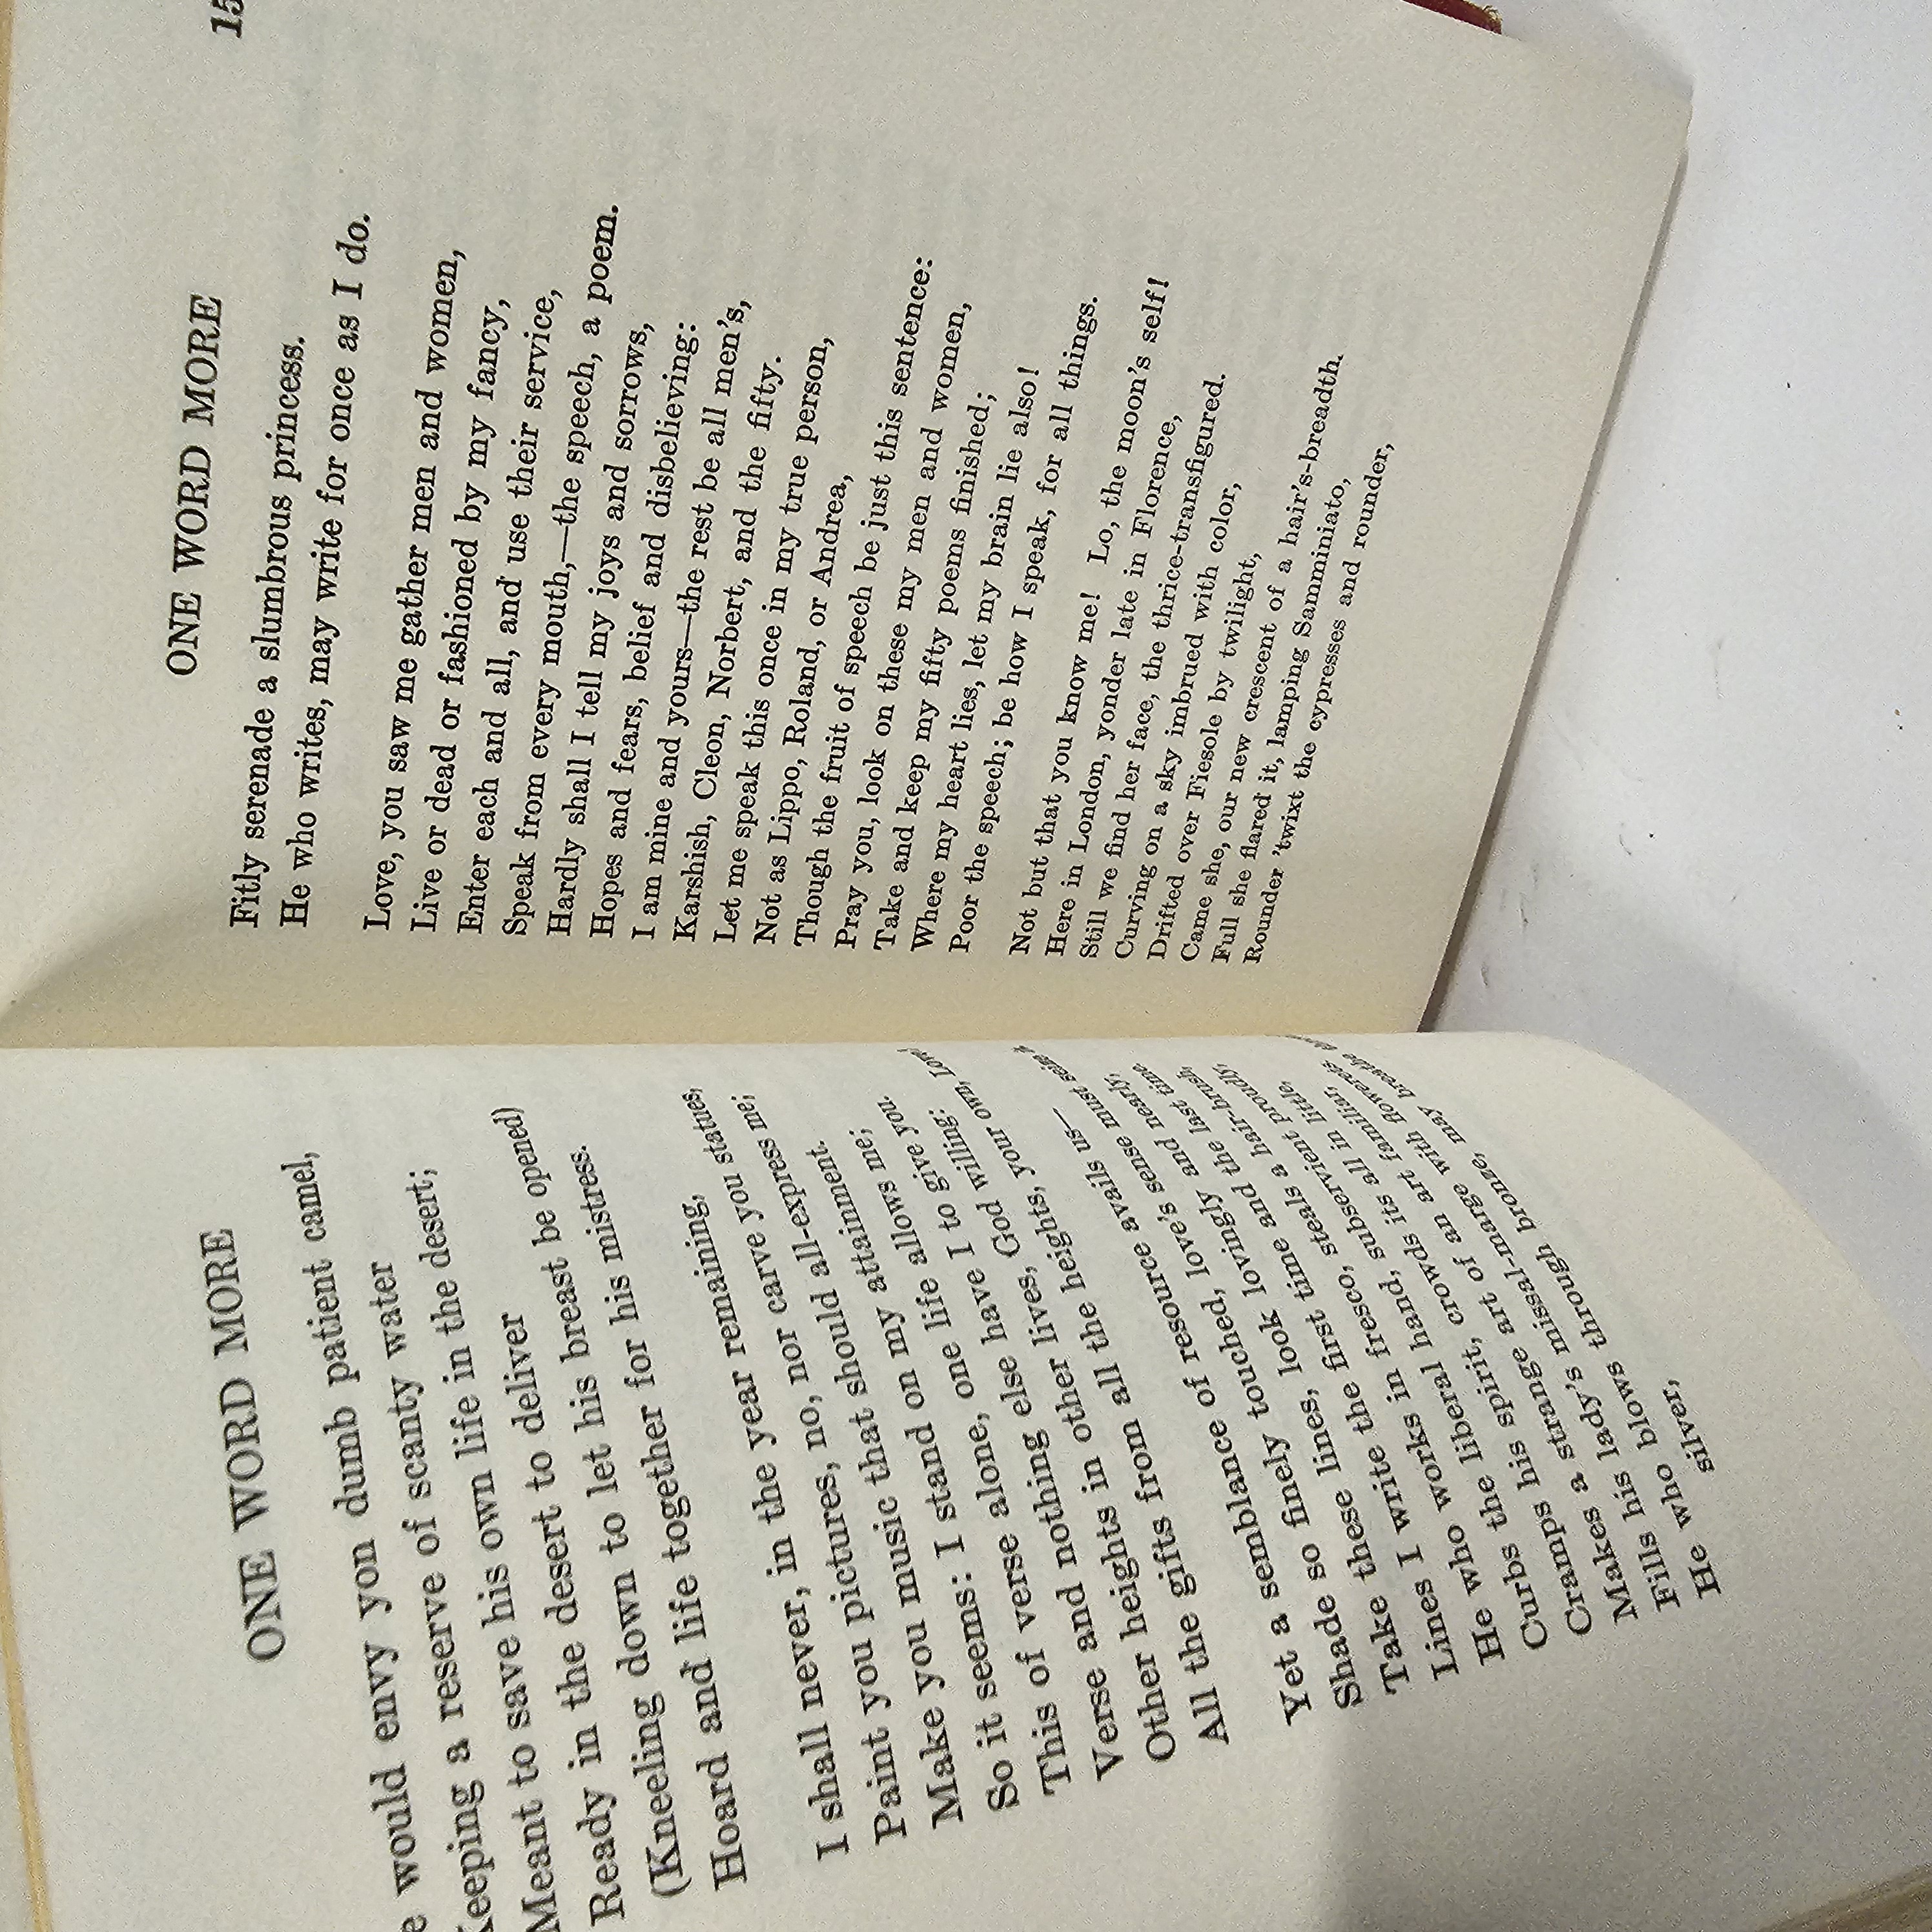 ONE WORD MORE
would envy yon dumb patient camel,
Keeping a reserve of scanty water
Meant to save his own life in the desert;
Ready in the desert to deliver
(Kneeling down to let his breast be opened)
Hoard and life together for his mistress.
I shall never, in the year remaining,
Paint you pictures, no, nor carve you statues,
Make you music that should all-express me;
So it seems: I stand on my attainment.
This of verse alone, one life allows me;
Verse and nothing else have I to give you.
Other heights in other lives, God willing:
All the gifts from all the heights, your own, Love!
Yet a semblance of resource avails us—
Shade so finely touched, love's sense must seize it.
Take these lines, look lovingly and nearly,
Lines I write the first time and the last time.
He who works in fresco, steals a hair-brush,
Curbs the liberal hand, subservient proudly,
Cramps his spirit, crowds its all in little,
Makes a strange art of an art familiar,
Fills his lady's missal-marge with flowerets.
He who blows through bronze, may breathe
silver,
ONE WORD MORE
15
Fitly serenade a slumbrous princess.
He who writes, may write for once as I do.
Love, you saw me gather men and women,
Live or dead or fashioned by my fancy,
Enter each and all, and use their service,
Speak from every mouth,—the speech, a poem.
Hardly shall I tell my joys and sorrows,
Hopes and fears, belief and disbelieving:
I am mine and yours—the rest be all men's,
Karshish, Cleon, Norbert, and the fifty.
Let me speak this once in my true person,
Not as Lippo, Roland, or Andrea,
Though the fruit of speech be just this sentence:
Pray you, look on these my men and women,
Take and keep my fifty poems finished;
Where my heart lies, let my brain lie also!
Poor the speech; be how I speak, for all things.
Not but that you know me! Lo, the moon's self!
Here in London, yonder late in Florence,
Still we find her face, the thrice-transfigured.
Curving on a sky imbrued with color,
Drifted over Fiesole by twilight,
Came she, our new crescent of a hair's-breadth.
Full she flared it, lamping Samminiato,
Rounder 'twixt the cypresses and rounder,